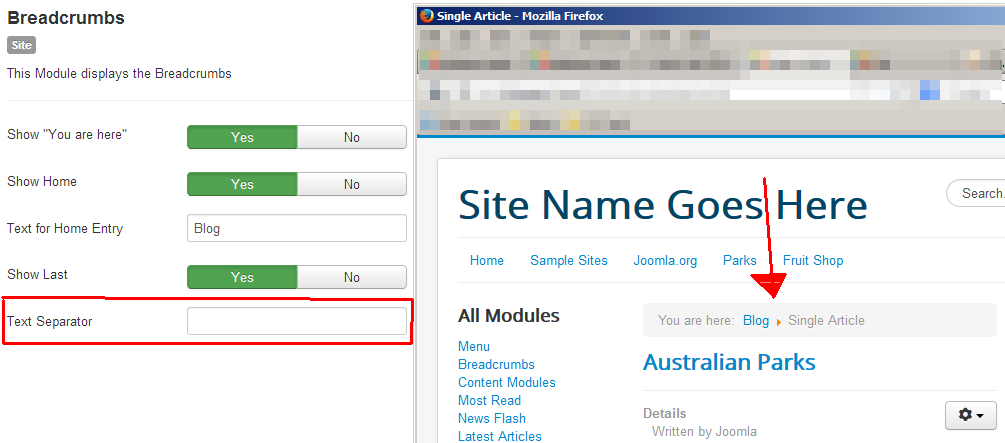 Breadcrumbs
Site
This Module displays the Breadcrumbs
Show "You are here"
Yes No
Show Home
Yes No
Text for Home Entry
Blog
Show Last
Yes No
Text Separator
Single Article - Mozilla Firefox
Site Name Goes Here
Search.
Home Sample Sites Joomla.org Parks Fruit Shop
All Modules
Menu
Breadcrumbs
Content Modules
Most Read
News Flash
Latest Articles
You are here: Blog Single Article
Australian Parks
Details
Written by Joomla